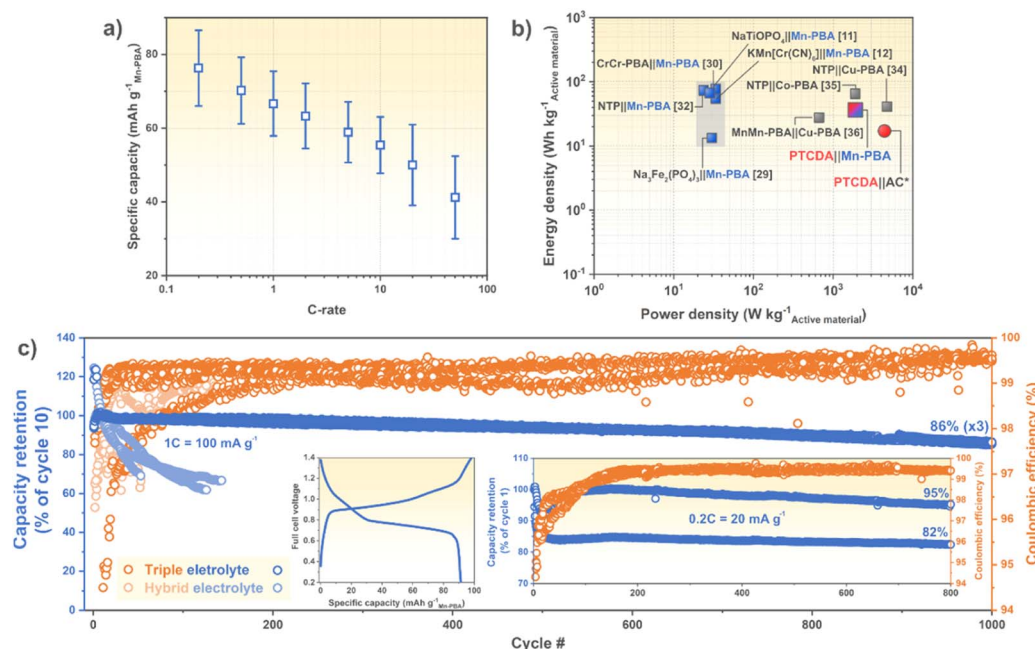 a)
Specific capacity (mAh g⁻¹Mn-PBA)
80
60
40
20
0.1
1
10
100
C-rate
b)
Energy density (Wh kg⁻¹Active material)
10³
10²
10¹
10⁰
10⁻¹
10⁰
10¹
10²
10³
10⁴
Power density (W kg⁻¹Active material)
NaTiOPO₄||Mn-PBA [11]
KMn[Cr(CN)₆]||Mn-PBA [12]
CrCr-PBA||Mn-PBA [30]
NTP||Cu-PBA [34]
NTP||Co-PBA [35]
NTP||Mn-PBA [32]
MnMn-PBA||Cu-PBA [36]
PTCDA||Mn-PBA
Na₃Fe₂(PO₄)₃||Mn-PBA [29]
PTCDA||AC*
c)
Capacity retention
(% of cycle 10)
140
120
100
80
60
40
20
0
1C = 100 mA g⁻¹
86% (x3)
Triple eletrolyte
Hybrid eletrolyte
Full cell voltage
1.4
1.2
1.0
0.8
0.6
0.4
0.2
0
20
40
60
80
100
Specific capacity (mAh g⁻¹Mn-PBA)
Capacity retention
(% of cycle 1)
110
100
90
80
70
0.2C = 20 mA g⁻¹
95%
82%
0
200
400
600
800
100
99
98
97
96
95
94
93
Coulombic efficiency (%)
100
99
98
97
96
95
94
Coulombic efficiency (%)
0
200
400
600
800
1000
Cycle #